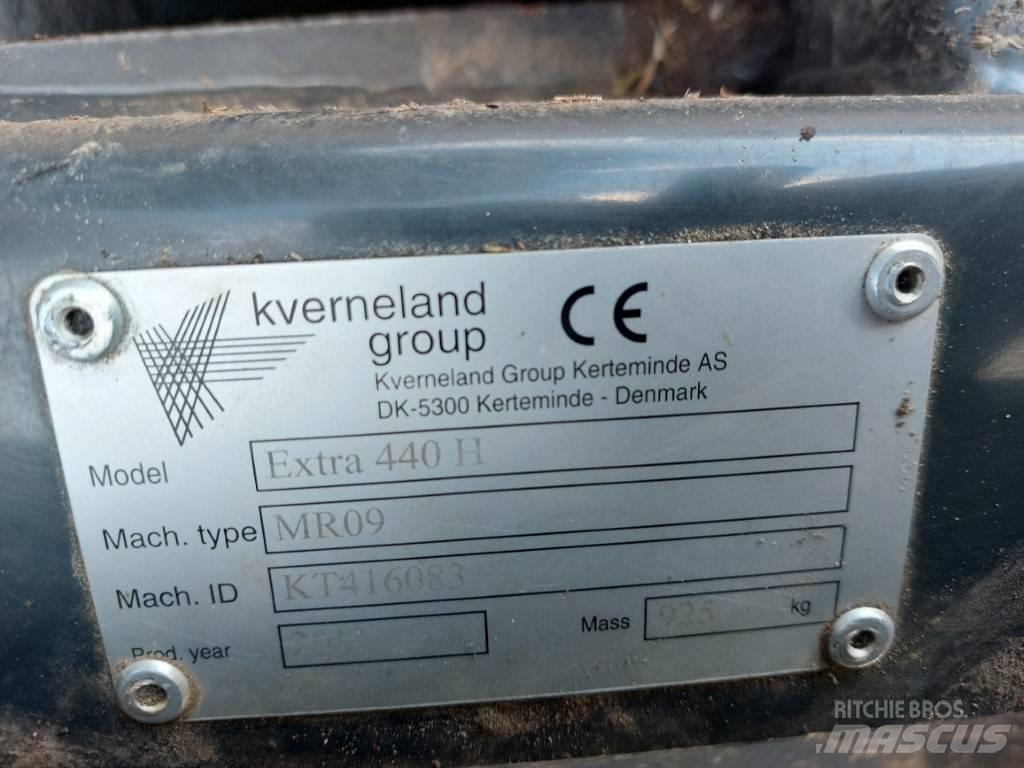 kverneland
group
CE
Kverneland Group Kerteminde AS
DK-5300 Kerteminde - Denmark
Model Extra 440 H
Mach. type MR09
Mach. ID KT416083
Prod. year
Mass 925 kg
RITCHIE BROS.
MASCUS